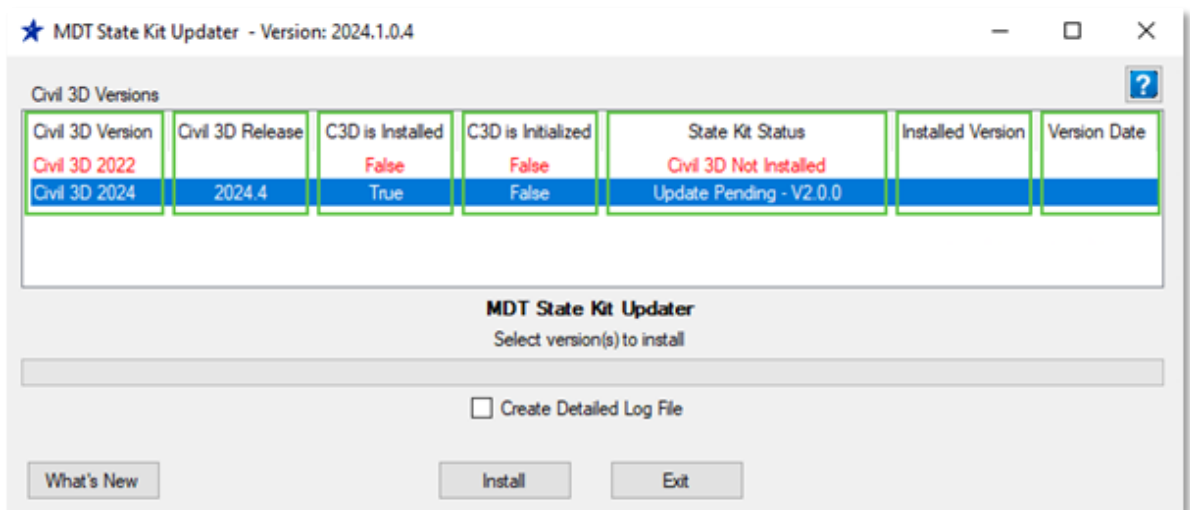 MDT State Kit Updater - Version: 2024.1.0.4
?
Civil 3D Versions
Civil 3D Version Civil 3D Release C3D is Installed C3D is Initialized State Kit Status Installed Version Version Date
Civil 3D 2022 False False Civil 3D Not Installed
Civil 3D 2024 2024.4 True False Update Pending - V2.0.0
MDT State Kit Updater
Select version(s) to install
Create Detailed Log File
What's New Install Exit